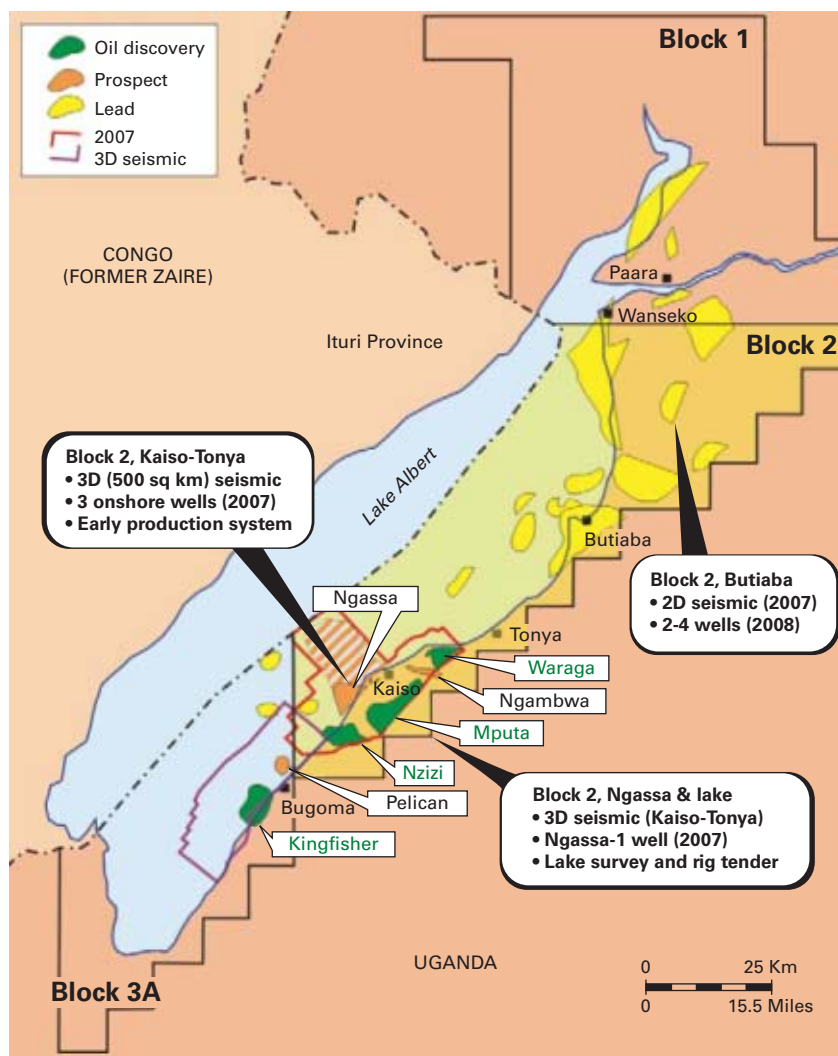 Oil discovery
Prospect
Lead
2007
3D seismic
Block 1
CONGO
(FORMER ZAIRE)
Paara
Wanseko
Ituri Province
Block 2
Block 2, Kaiso-Tonya
• 3D (500 sq km) seismic
• 3 onshore wells (2007)
• Early production system
Lake Albert
Butiaba
Block 2, Butiaba
• 2D seismic (2007)
• 2-4 wells (2008)
Ngassa
Tonya
Waraga
Kaiso
Ngambwa
Mputa
Nzizi
Pelican
Bugoma
Kingfisher
Block 2, Ngassa & lake
• 3D seismic (Kaiso-Tonya)
• Ngassa-1 well (2007)
• Lake survey and rig tender
UGANDA
0 25 Km
0 15.5 Miles
Block 3A